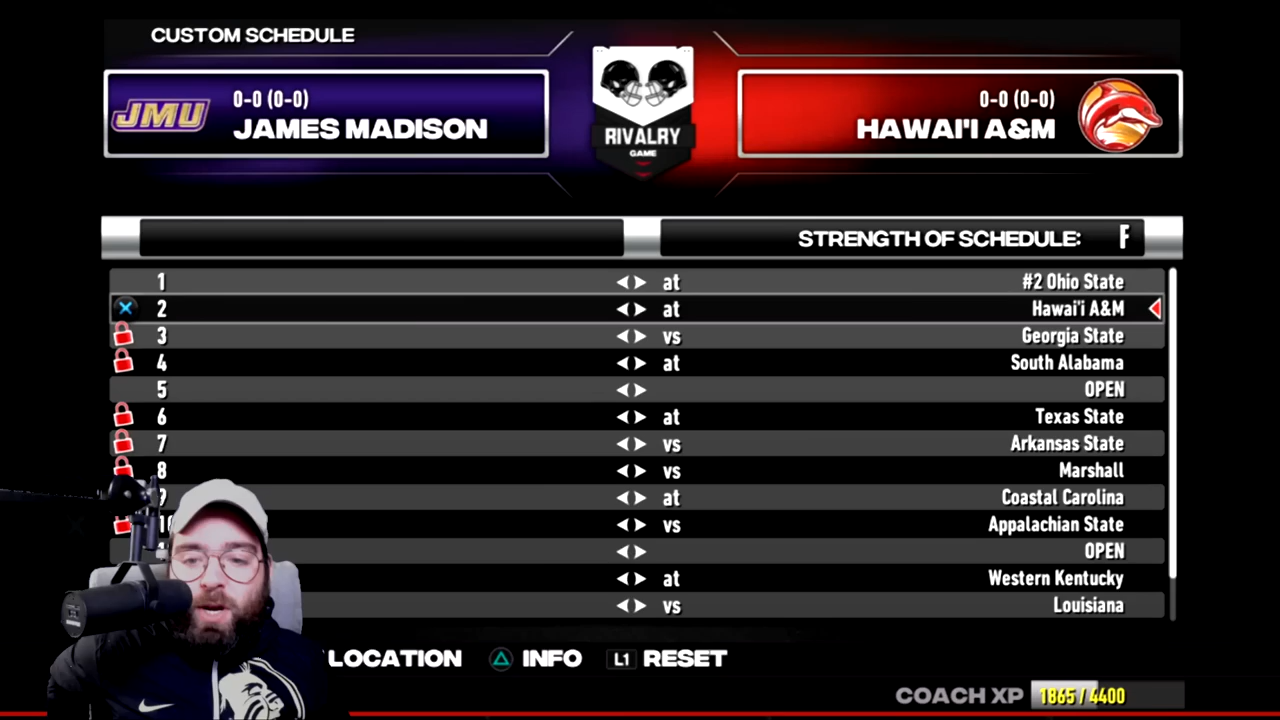 CUSTOM SCHEDULE
JMU
0-0 (0-0)
JAMES MADISON
RIVALRY
GAME
0-0 (0-0)
HAWAI'I A&M
STRENGTH OF SCHEDULE: F
1 at #2 Ohio State
2 at Hawai'i A&M
3 vs Georgia State
4 at South Alabama
5 OPEN
6 at Texas State
7 vs Arkansas State
8 vs Marshall
9 at Coastal Carolina
10 vs Appalachian State
OPEN
at Western Kentucky
vs Louisiana
LOCATION
INFO
L1 RESET
COACH XP 1865 / 4400